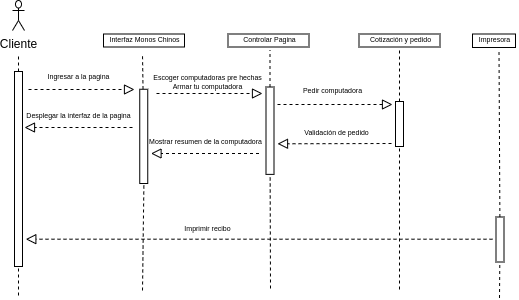 Cliente
Interfaz Monos Chinos
Controlar Pagina
Cotización y pedido
Impresora
Ingresar a la pagina
Escoger computadoras pre hechas
Armar tu computadora
Pedir computadora
Desplegar la interfaz de la pagina
Validación de pedido
Mostrar resumen de la computadora
Imprimir recibo